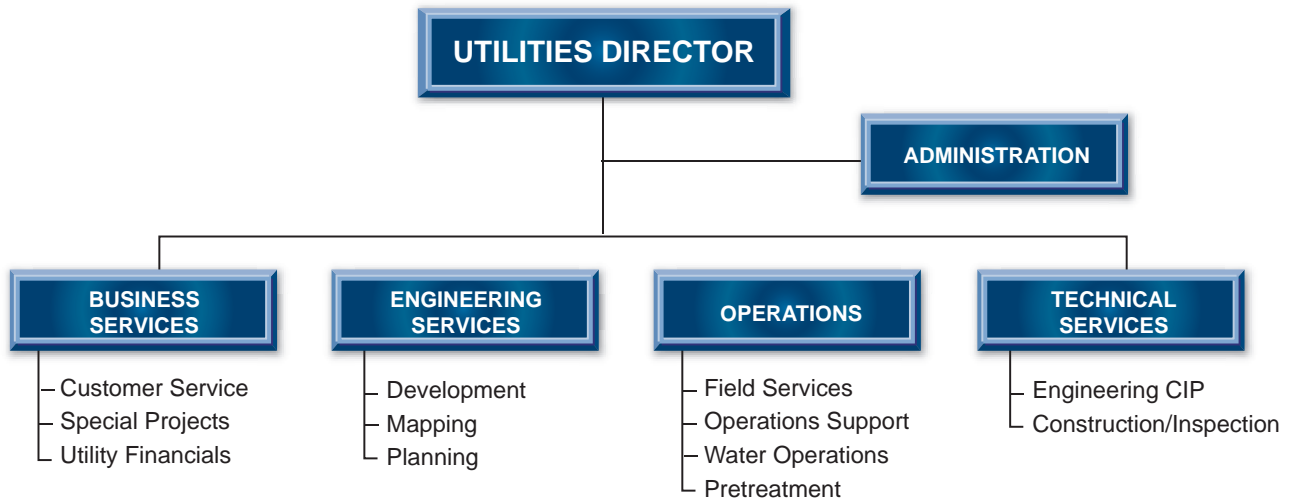 UTILITIES DIRECTOR
ADMINISTRATION
BUSINESS
SERVICES
Customer Service
Special Projects
Utility Financials
ENGINEERING
SERVICES
Development
Mapping
Planning
OPERATIONS
Field Services
Operations Support
Water Operations
Pretreatment
TECHNICAL
SERVICES
Engineering CIP
Construction/Inspection